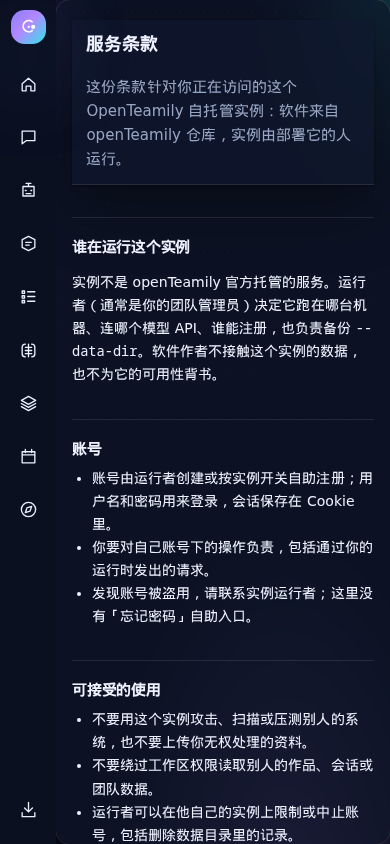 服务条款
这份条款针对你正在访问的这个
OpenTeamily 自托管实例：软件来自
openTeamily 仓库，实例由部署它的人
运行。
谁在运行这个实例
实例不是 openTeamily 官方托管的服务。运行
者（通常是你的团队管理员）决定它跑在哪台机
器、连哪个模型 API、谁能注册，也负责备份 --
data-dir。软件作者不接触这个实例的数据，
也不为它的可用性背书。
账号
• 账号由运行者创建或按实例开关自助注册；用
户名和密码用来登录，会话保存在 Cookie
里。
• 你要对自己账号下的操作负责，包括通过你的
运行时发出的请求。
• 发现账号被盗用，请联系实例运行者；这里没
有「忘记密码」自助入口。
可接受的使用
• 不要用这个实例攻击、扫描或压测别人的系
统，也不要上传你无权处理的资料。
• 不要绕过工作区权限读取别人的作品、会话或
团队数据。
• 运行者可以在他自己的实例上限制或中止账
号，包括删除数据目录里的记录。